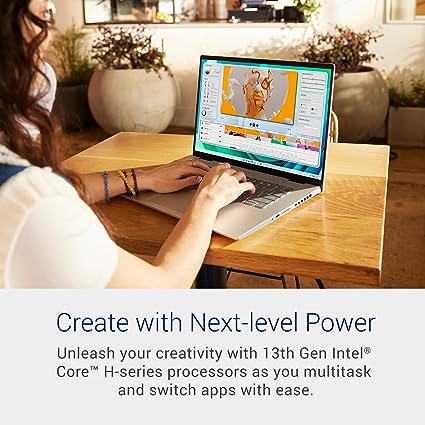 Create with Next-level Power
Unleash your creativity with 13th Gen Intel®
Core™ H-series processors as you multitask
and switch apps with ease.